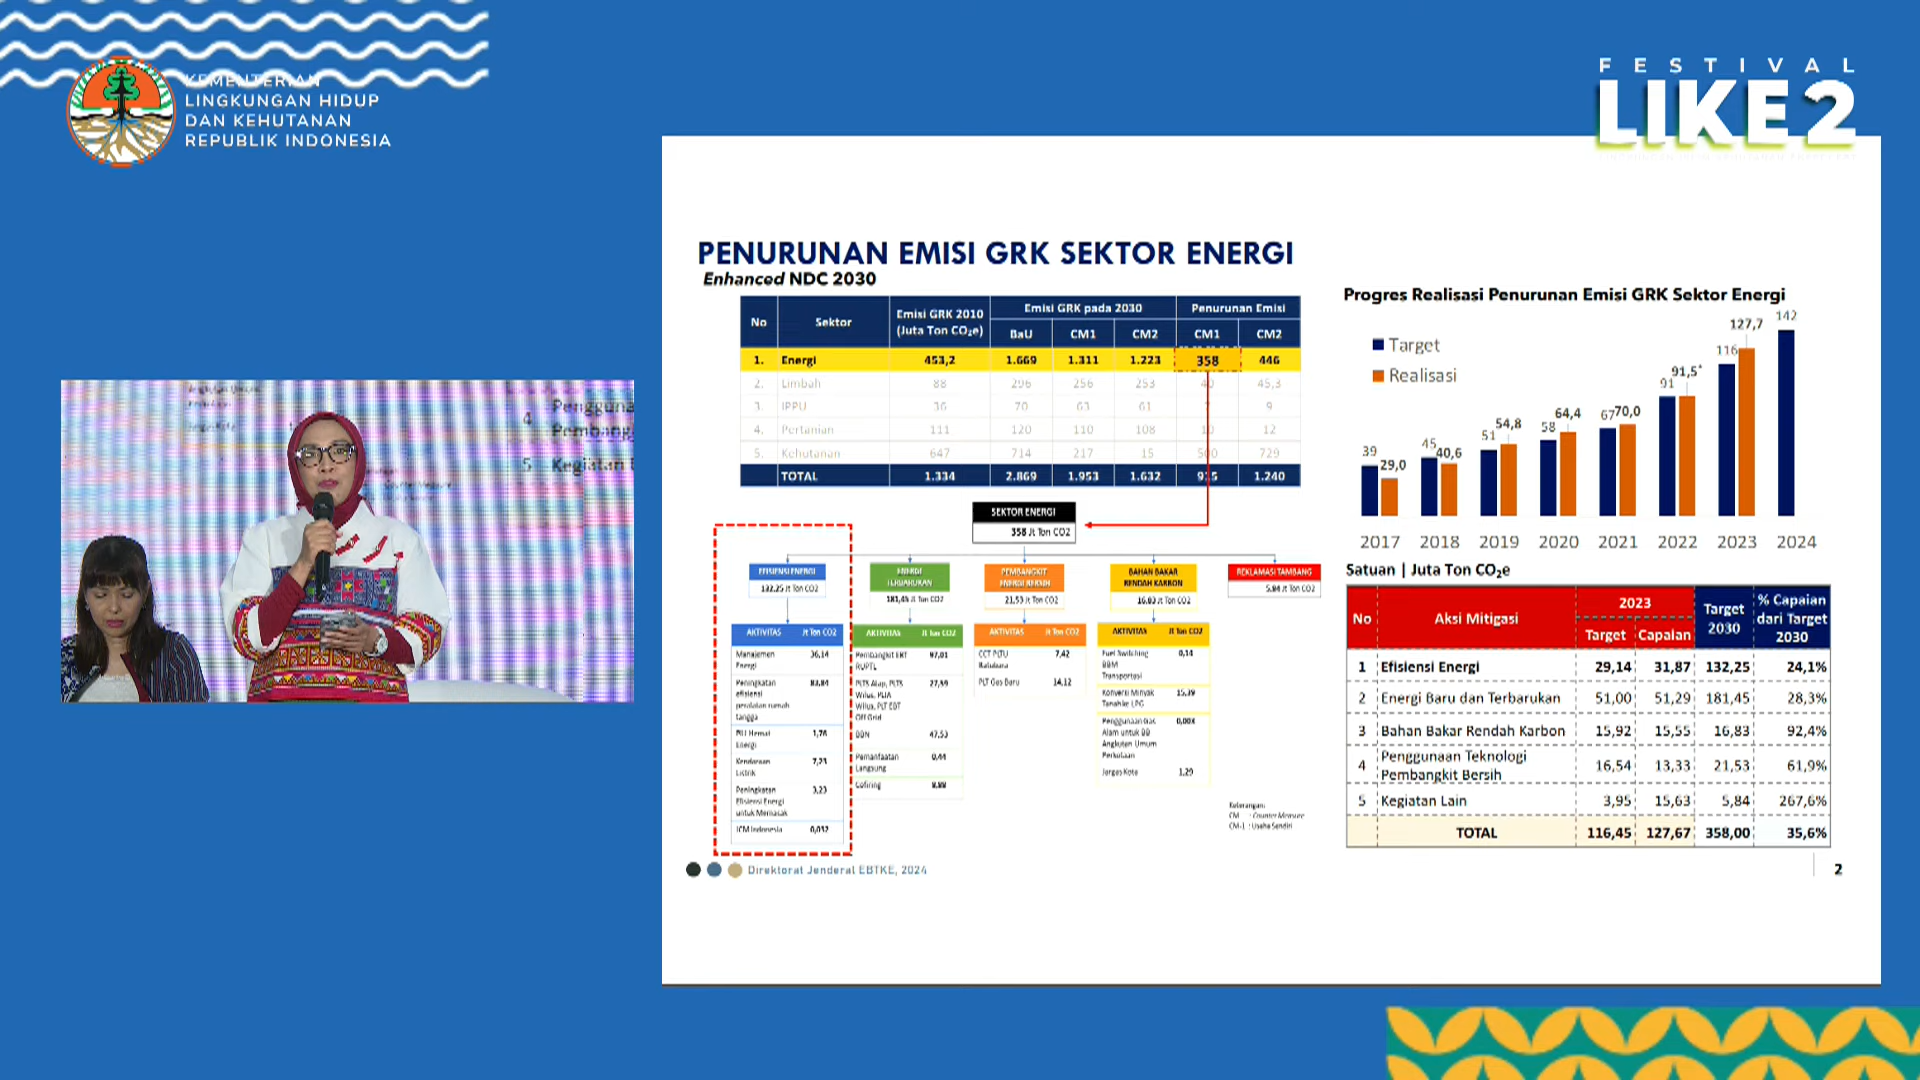 KEMENTERIAN
LINGKUNGAN HIDUP
DAN KEHUTANAN
REPUBLIK INDONESIA
FESTIVAL
LIKE 2
4 Pengguna
Pembang
5 Kegiatan
PENURUNAN EMISI GRK SEKTOR ENERGI
Enhanced NDC 2030
No Sektor Emisi GRK 2010 (Juta Ton CO₂e) Emisi GRK pada 2030 Penurunan Emisi
BaU CM1 CM2 CM1 CM2
1. Energi 453,2 1.669 1.311 1.223 358 446
2. Limbah 88 296 256 253 40 45,3
3. IPPU 36 70 63 61 9
4. Pertanian 111 120 110 108 10 12
5. Kehutanan 647 714 217 15 500 729
TOTAL 1.334 2.869 1.953 1.632 915 1.240
SEKTOR ENERGI
358 Jt Ton CO2
EFISIENSI ENERGI
132,25 Jt Ton CO2
AKTIVITAS Jt Ton CO2
Manajemen Energi 36,14
Peningkatan efisiensi peralatan rumah tangga 83,84
PJU Hemat Energi 1,76
Kendaraan Listrik 7,23
Peningkatan Efisiensi Energi untuk Memasak 3,23
JCM Indonesia 0,032
ENERGI TERBARUKAN
181,45 Jt Ton CO2
AKTIVITAS Jt Ton CO2
Pembangkit EBT RUPTL 97,01
PLTS Atap, PLTS Wilus, PLTA Wilus, PLT EBT Off Grid 27,59
BBN 47,53
Pemanfaatan Langsung 0,44
Cofiring 8,88
PEMBANGKIT ENERGI BERSIH
21,53 Jt Ton CO2
AKTIVITAS Jt Ton CO2
CCT PLTU Batubara 7,42
PLT Gas Baru 14,12
BAHAN BAKAR RENDAH KARBON
16,83 Jt Ton CO2
AKTIVITAS Jt Ton CO2
Fuel Switching BBM Transportasi 0,14
Konversi Minyak Tanah ke LPG 15,39
Penggunaan Gas Alam untuk BB Angkutan Umum Perkotaan
Jargas Kota 1,29
REKLAMASI TAMBANG
5,84 Jt Ton CO2
Keterangan:
CM : Counter Measure
CM-1 : Usaha Sendiri
Direktorat Jenderal EBTKE, 2024
Progres Realisasi Penurunan Emisi GRK Sektor Energi
Target
Realisasi
39 29,0 45 40,6 51 54,8 58 64,4 67 70,0 91 91,5* 116 127,7 142
2017 2018 2019 2020 2021 2022 2023 2024
Satuan | Juta Ton CO₂e
No Aksi Mitigasi 2023 Target 2030 % Capaian dari Target 2030
Target Capaian
1 Efisiensi Energi 29,14 31,87 132,25 24,1%
2 Energi Baru dan Terbarukan 51,00 51,29 181,45 28,3%
3 Bahan Bakar Rendah Karbon 15,92 15,55 16,83 92,4%
4 Penggunaan Teknologi Pembangkit Bersih 16,54 13,33 21,53 61,9%
5 Kegiatan Lain 3,95 15,63 5,84 267,6%
TOTAL 116,45 127,67 358,00 35,6%
2